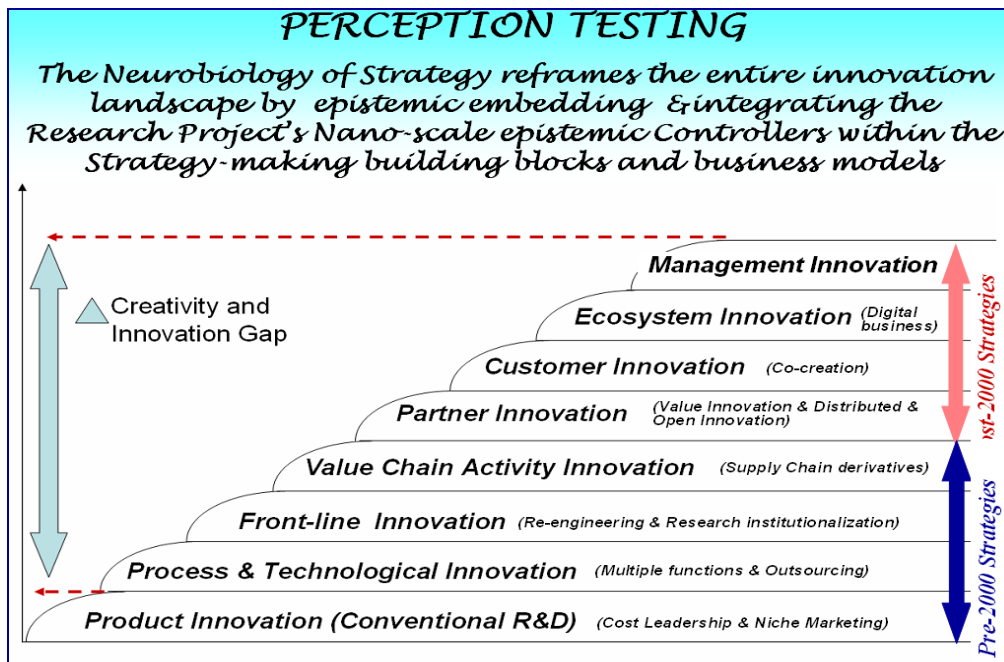 PERCEPTION TESTING
The Neurobiology of Strategy reframes the entire innovation
landscape by epistemic embedding & integrating the
Research Project's Nano-scale epistemic Controllers within the
Strategy-making building blocks and business models
Creativity and
Innovation Gap
Management Innovation
Ecosystem Innovation (Digital
business)
Customer Innovation (Co-creation)
Partner Innovation (Value Innovation & Distributed &
Open Innovation)
Value Chain Activity Innovation (Supply Chain derivatives)
Front-line Innovation (Re-engineering & Research institutionalization)
Process & Technological Innovation (Multiple functions & Outsourcing)
Product Innovation (Conventional R&D) (Cost Leadership & Niche Marketing)
ost-2000 Strategies
Pre-2000 Strategies